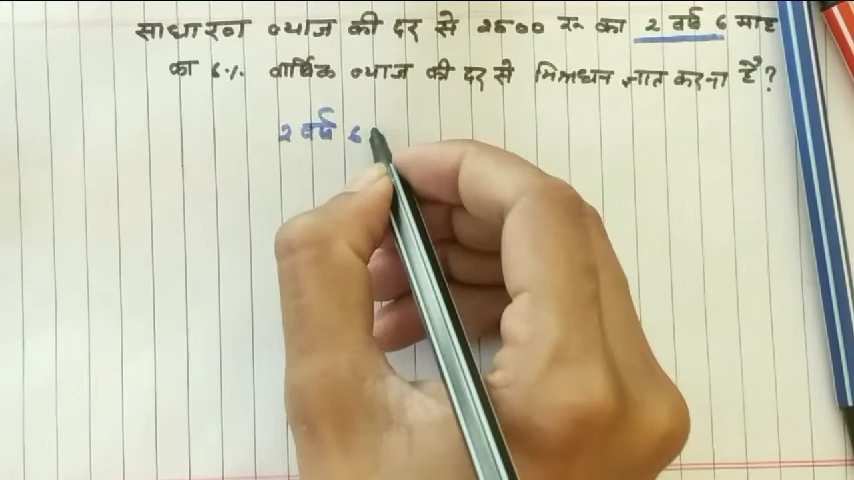 साधारण ब्याज की दर से 2500 रू का 2 वर्ष 6 माह
का 6% वार्षिक ब्याज की दर से मिश्रधन ज्ञात करना है?
2 वर्ष 6